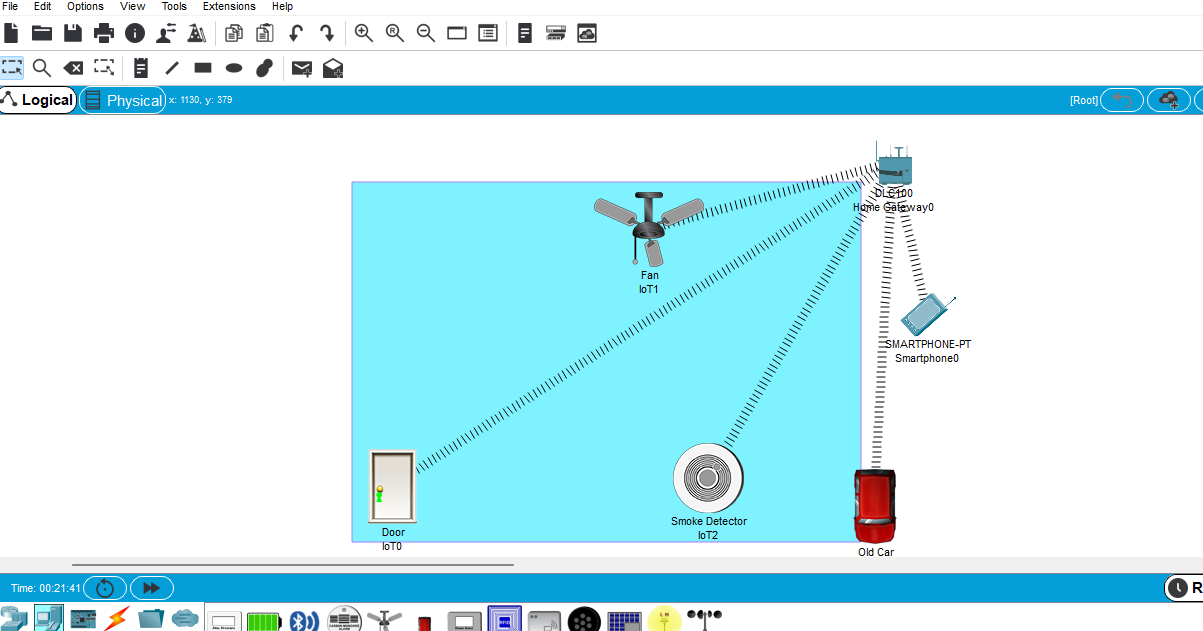 File Edit Options View Tools Extensions Help
Logical Physical x: 1130, y: 379 [Root]
DLC100
Home Gateway0
Fan
IoT1
SMARTPHONE-PT
Smartphone0
Smoke Detector
IoT2
Door
IoT0
Old Car
Time: 00:21:41 R